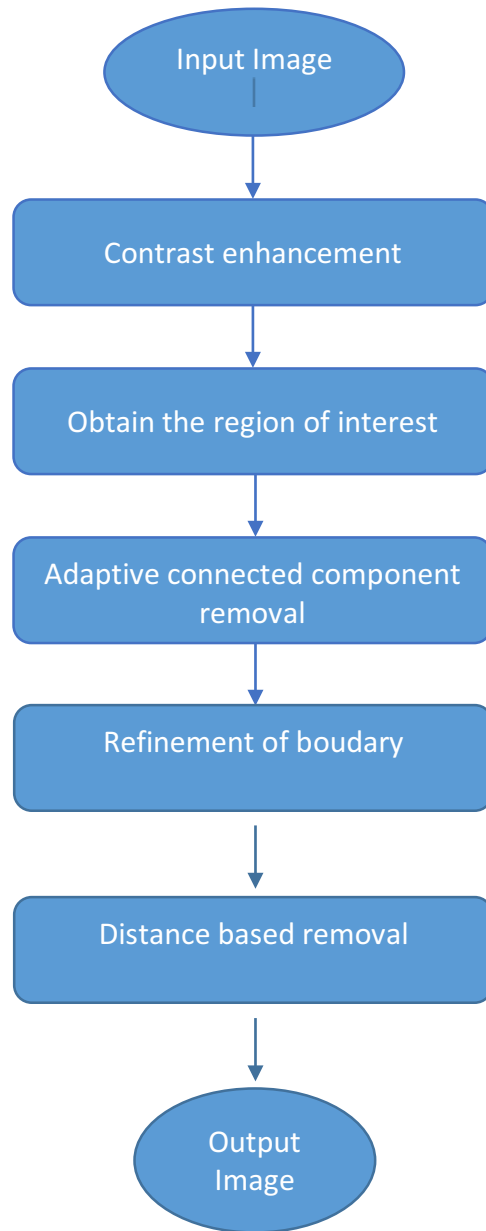 Input Image
Contrast enhancement
Obtain the region of interest
Adaptive connected component
removal
Refinement of boudary
Distance based removal
Output
Image